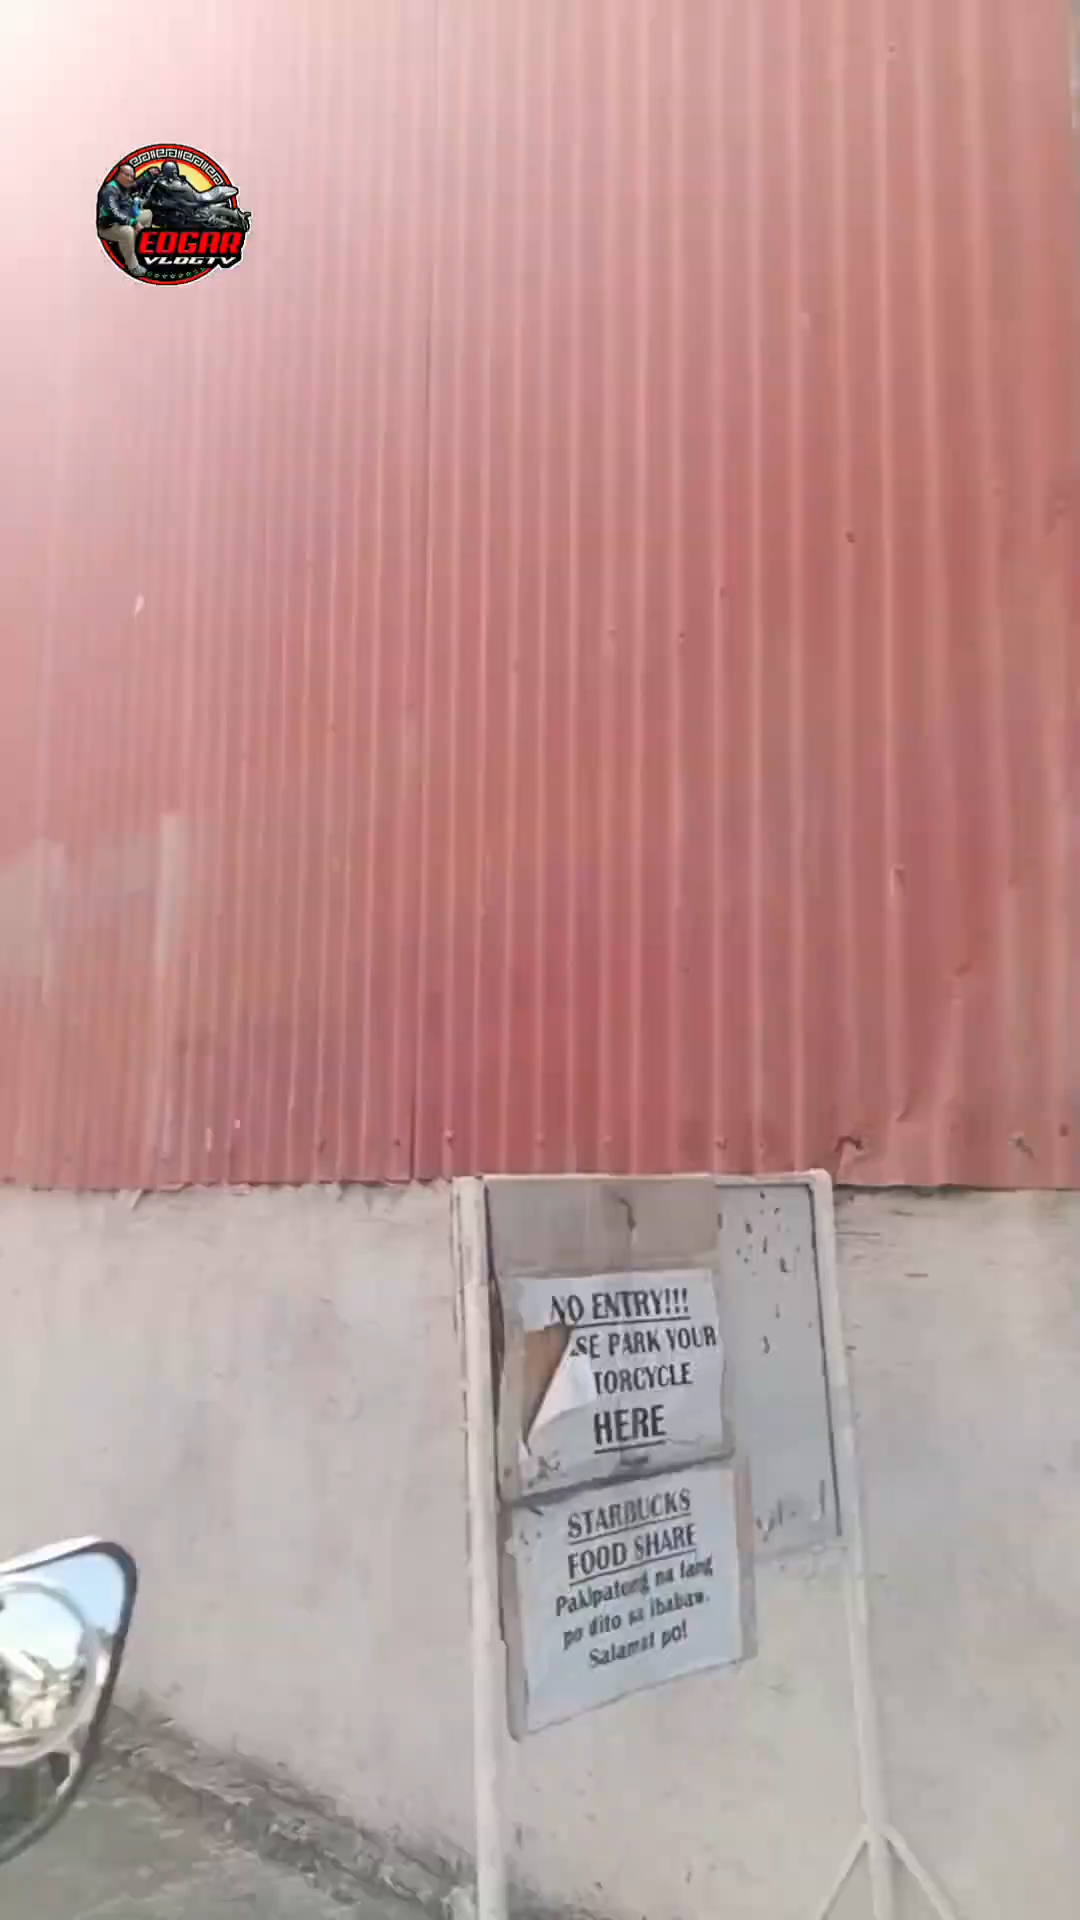 EDGAR
VLOGTV
NO ENTRY!!!
SE PARK YOUR
TORCYCLE
HERE
STARBUCKS
FOOD SHARE
Pakipatong na lang
po dito sa ibabaw.
Salamat po!